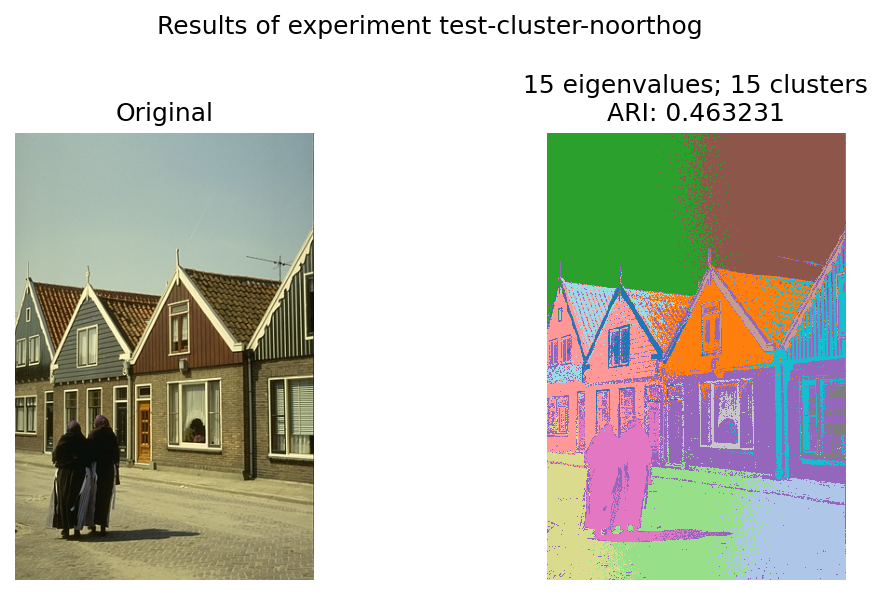 Results of experiment test-cluster-noorthog
Original
15 eigenvalues; 15 clusters
ARI: 0.463231